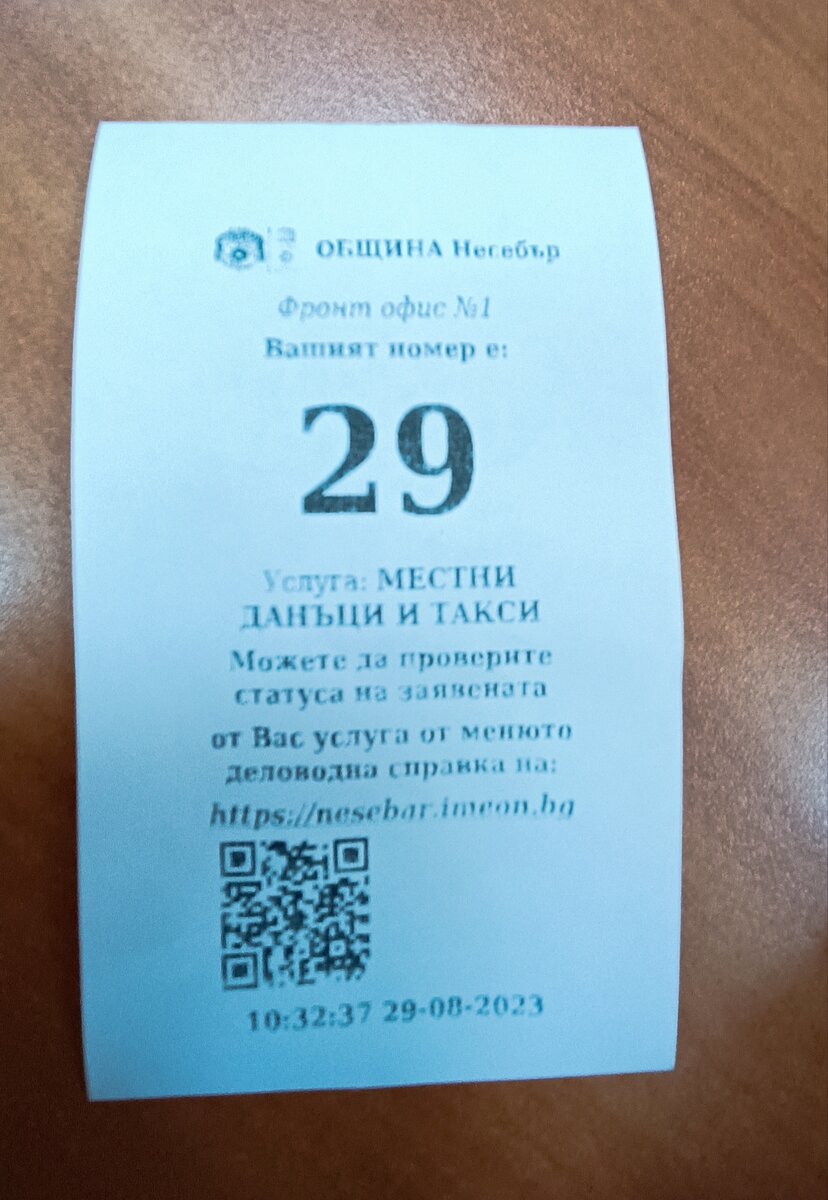 ОБЩИНА Несебър
Фронт офис №1
Вашият номер е:
29
Услуга: МЕСТНИ
ДАНЪЦИ И ТАКСИ
Можете да проверите
статуса на заявената
от Вас услуга от менюто
деловодна справка на:
https://nesebar.imeon.bg
10:32:37 29-08-2023